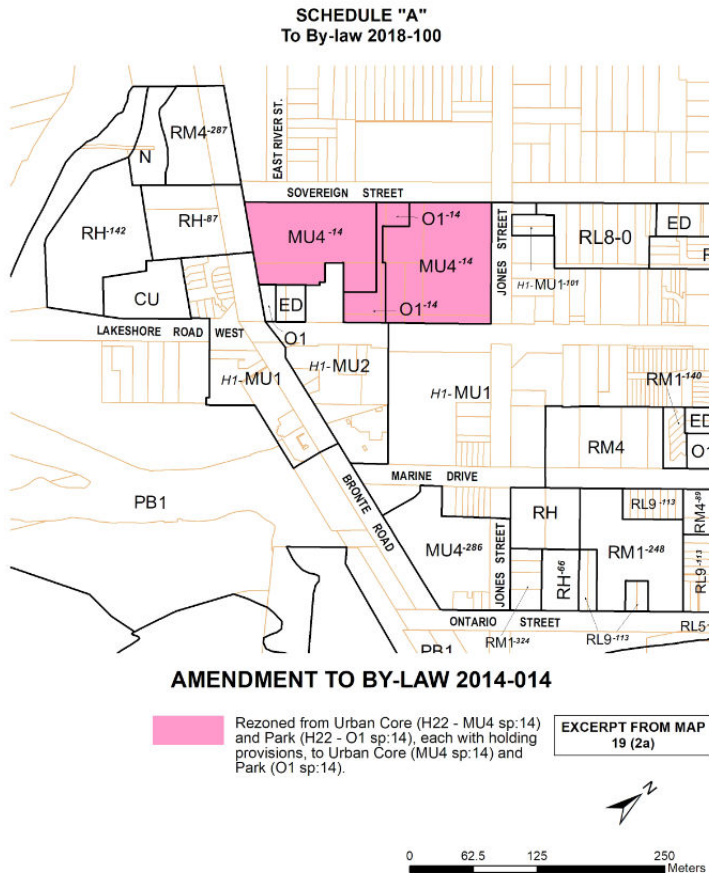 SCHEDULE "A"
To By-law 2018-100
EAST RIVER ST.
RM4-287
N
SOVEREIGN STREET
RH-87
RH-142
MU4-14
O1-14
MU4-14
JONES STREET
RL8-0
ED
H1-MU1-101
CU
ED
O1-14
O1
LAKESHORE ROAD WEST
H1-MU1
H1-MU2
H1-MU1
RM1-140
ED
O1
RM4
MARINE DRIVE
PB1
BRONTE ROAD
RH
RL9-113
RM4-89
MU4-286
JONES STREET
RH-66
RM1-248
RL9-113
ONTARIO STREET
RM1-324
RL9-113
RL5
PB1
AMENDMENT TO BY-LAW 2014-014
Rezoned from Urban Core (H22 - MU4 sp:14)
and Park (H22 - O1 sp:14), each with holding
provisions, to Urban Core (MU4 sp:14) and
Park (O1 sp:14).
EXCERPT FROM MAP
19 (2a)
N
0 62.5 125 250
Meters